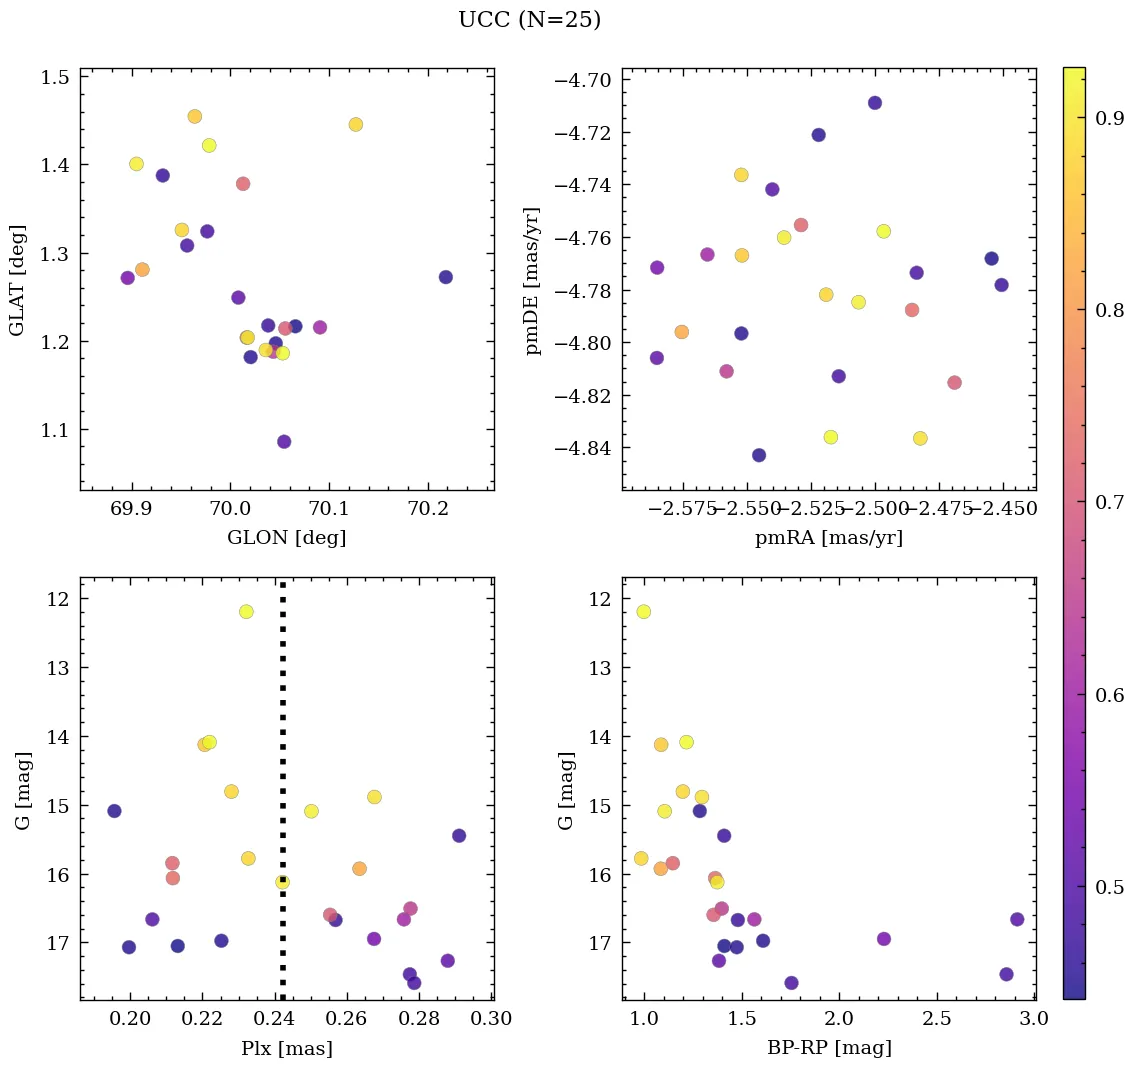 UCC (N=25)
1.5
1.4
1.3
1.2
1.1
GLAT [deg]
69.9 70.0 70.1 70.2
GLON [deg]
−4.70
−4.72
−4.74
−4.76
−4.78
−4.80
−4.82
−4.84
pmDE [mas/yr]
−2.575 −2.550 −2.525 −2.500 −2.475 −2.450
pmRA [mas/yr]
12
13
14
15
16
17
G [mag]
0.20 0.22 0.24 0.26 0.28 0.30
Plx [mas]
12
13
14
15
16
17
G [mag]
1.0 1.5 2.0 2.5 3.0
BP-RP [mag]
0.9
0.8
0.7
0.6
0.5